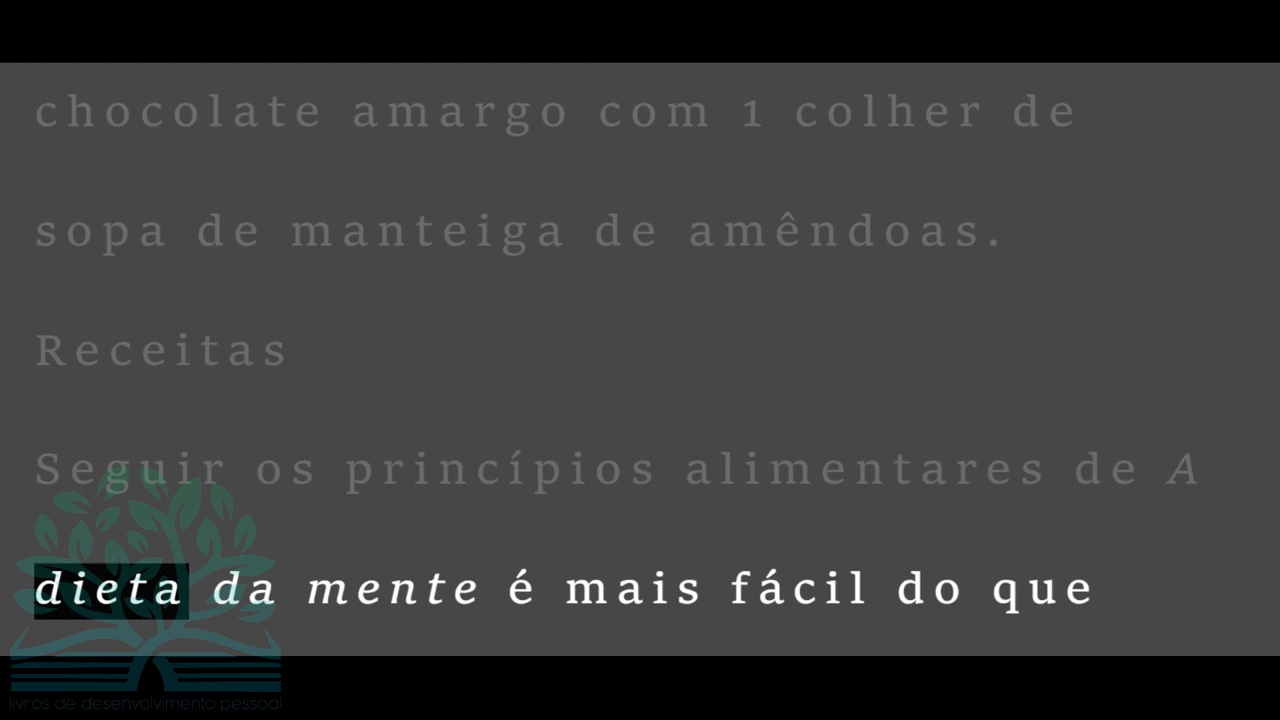 chocolate amargo com 1 colher de
sopa de manteiga de amêndoas.
Receitas
Seguir os princípios alimentares de A
dieta da mente é mais fácil do que
livros de desenvolvimento pessoal